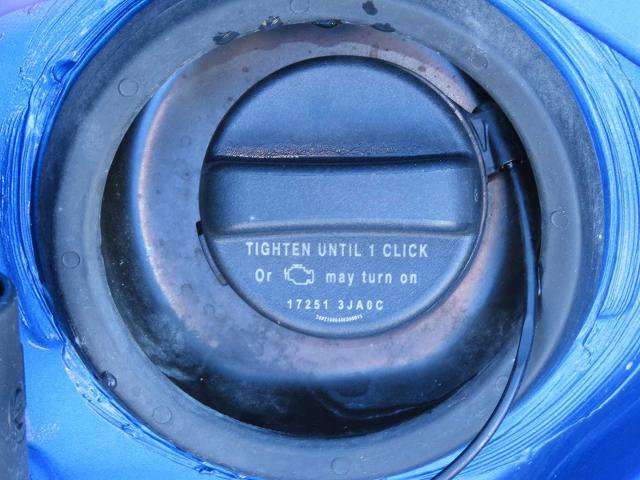 TIGHTEN UNTIL 1 CLICK
Or may turn on
17251 3JA0C